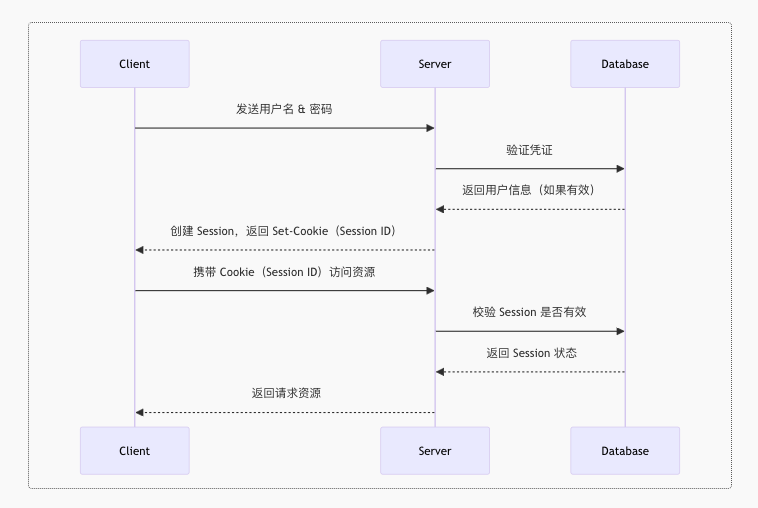 Client
Server
Database
发送用户名 & 密码
验证凭证
返回用户信息（如果有效）
创建 Session，返回 Set-Cookie（Session ID）
携带 Cookie（Session ID）访问资源
校验 Session 是否有效
返回 Session 状态
返回请求资源
Client
Server
Database